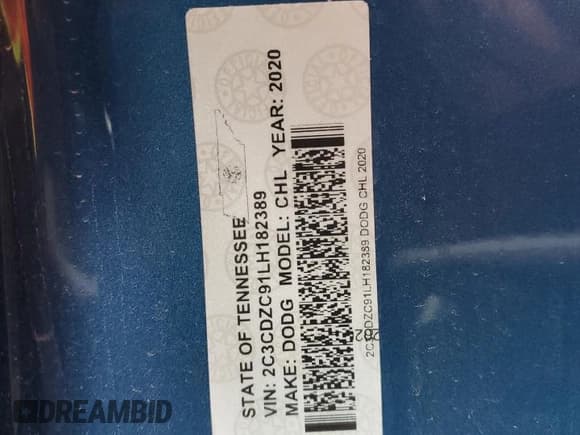 STATE OF TENNESSEE
VIN: 2C3CDZC91LH182389
MAKE: DODG MODEL: CHL YEAR: 2020
2C3CDZC91LH182389 DODG CHL 2020
DREAMBID